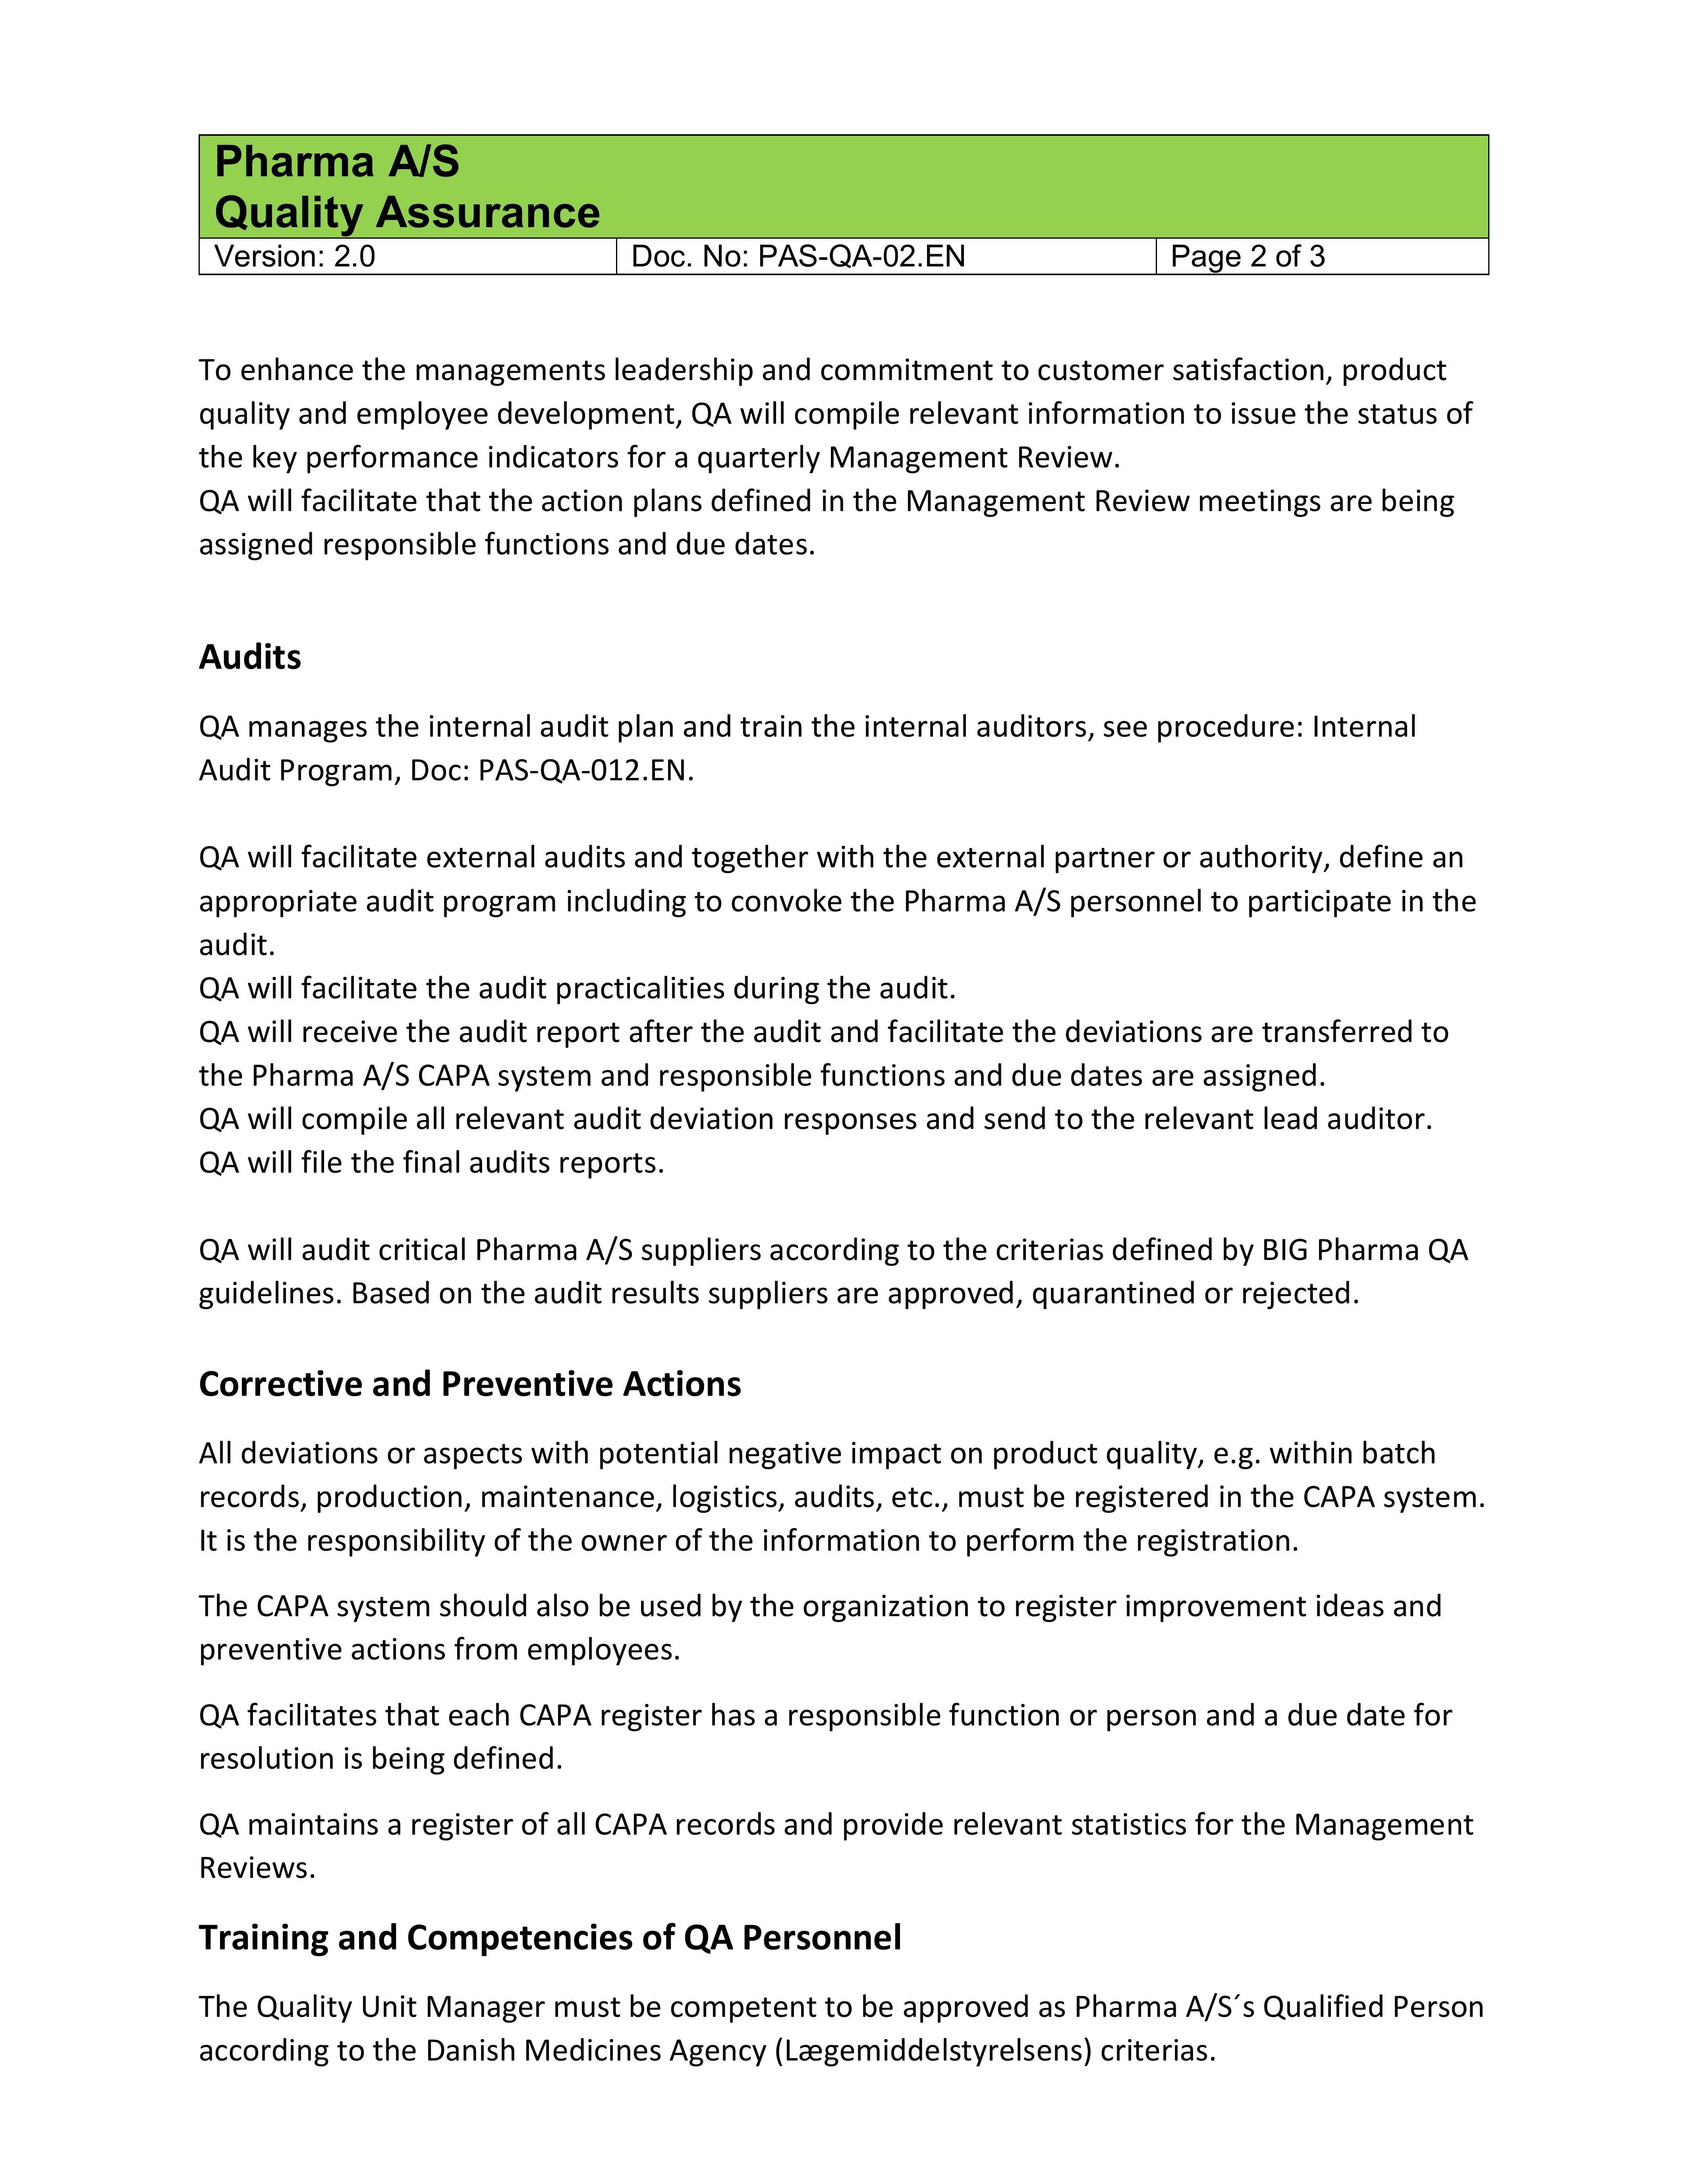 Pharma A/S
Quality Assurance
Version: 2.0 Doc. No: PAS-QA-02.EN Page 2 of 3
To enhance the managements leadership and commitment to customer satisfaction, product
quality and employee development, QA will compile relevant information to issue the status of
the key performance indicators for a quarterly Management Review.
QA will facilitate that the action plans defined in the Management Review meetings are being
assigned responsible functions and due dates.
Audits
QA manages the internal audit plan and train the internal auditors, see procedure: Internal
Audit Program, Doc: PAS-QA-012.EN.
QA will facilitate external audits and together with the external partner or authority, define an
appropriate audit program including to convoke the Pharma A/S personnel to participate in the
audit.
QA will facilitate the audit practicalities during the audit.
QA will receive the audit report after the audit and facilitate the deviations are transferred to
the Pharma A/S CAPA system and responsible functions and due dates are assigned.
QA will compile all relevant audit deviation responses and send to the relevant lead auditor.
QA will file the final audits reports.
QA will audit critical Pharma A/S suppliers according to the criterias defined by BIG Pharma QA
guidelines. Based on the audit results suppliers are approved, quarantined or rejected.
Corrective and Preventive Actions
All deviations or aspects with potential negative impact on product quality, e.g. within batch
records, production, maintenance, logistics, audits, etc., must be registered in the CAPA system.
It is the responsibility of the owner of the information to perform the registration.
The CAPA system should also be used by the organization to register improvement ideas and
preventive actions from employees.
QA facilitates that each CAPA register has a responsible function or person and a due date for
resolution is being defined.
QA maintains a register of all CAPA records and provide relevant statistics for the Management
Reviews.
Training and Competencies of QA Personnel
The Quality Unit Manager must be competent to be approved as Pharma A/S´s Qualified Person
according to the Danish Medicines Agency (Lægemiddelstyrelsens) criterias.